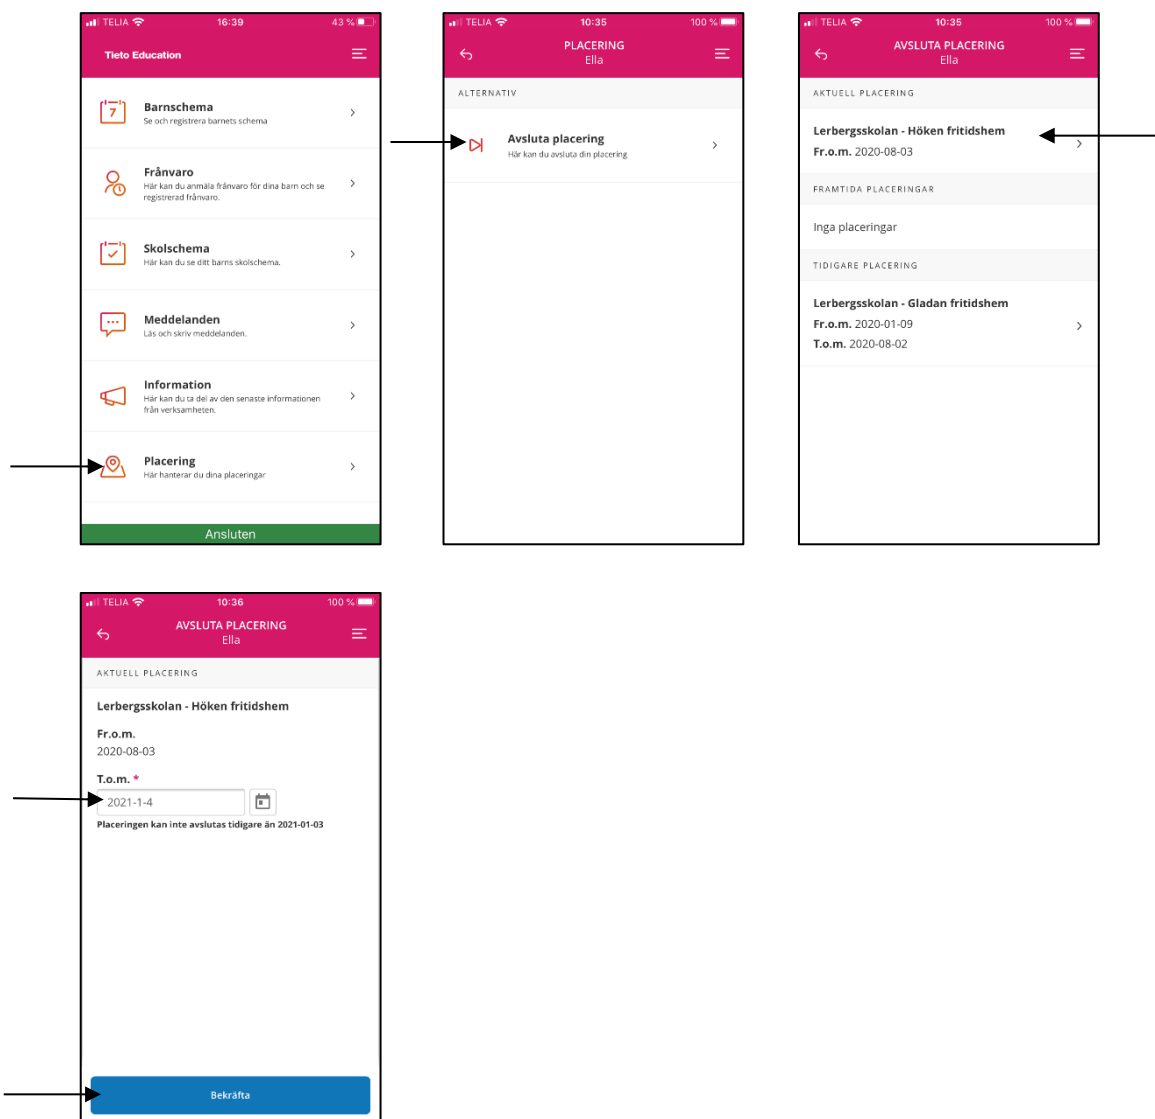 TELIA 16:39 43 %
Tieto Education
7
Barnschema
Se och registrera barnets schema
Frånvaro
Här kan du anmäla frånvaro för dina barn och se
registrerad frånvaro.
Skolschema
Här kan du se ditt barns skolschema.
Meddelanden
Läs och skriv meddelanden.
Information
Här kan du ta del av den senaste informationen
från verksamheten.
Placering
Här hanterar du dina placeringar
Ansluten
TELIA 10:35 100 %
PLACERING
Ella
ALTERNATIV
Avsluta placering
Här kan du avsluta din placering
TELIA 10:35 100 %
AVSLUTA PLACERING
Ella
AKTUELL PLACERING
Lerbergsskolan - Höken fritidshem
Fr.o.m. 2020-08-03
FRAMTIDA PLACERINGAR
Inga placeringar
TIDIGARE PLACERING
Lerbergsskolan - Gladan fritidshem
Fr.o.m. 2020-01-09
T.o.m. 2020-08-02
TELIA 10:36 100 %
AVSLUTA PLACERING
Ella
AKTUELL PLACERING
Lerbergsskolan - Höken fritidshem
Fr.o.m.
2020-08-03
T.o.m. *
2021-1-4
Placeringen kan inte avslutas tidigare än 2021-01-03
Bekräfta